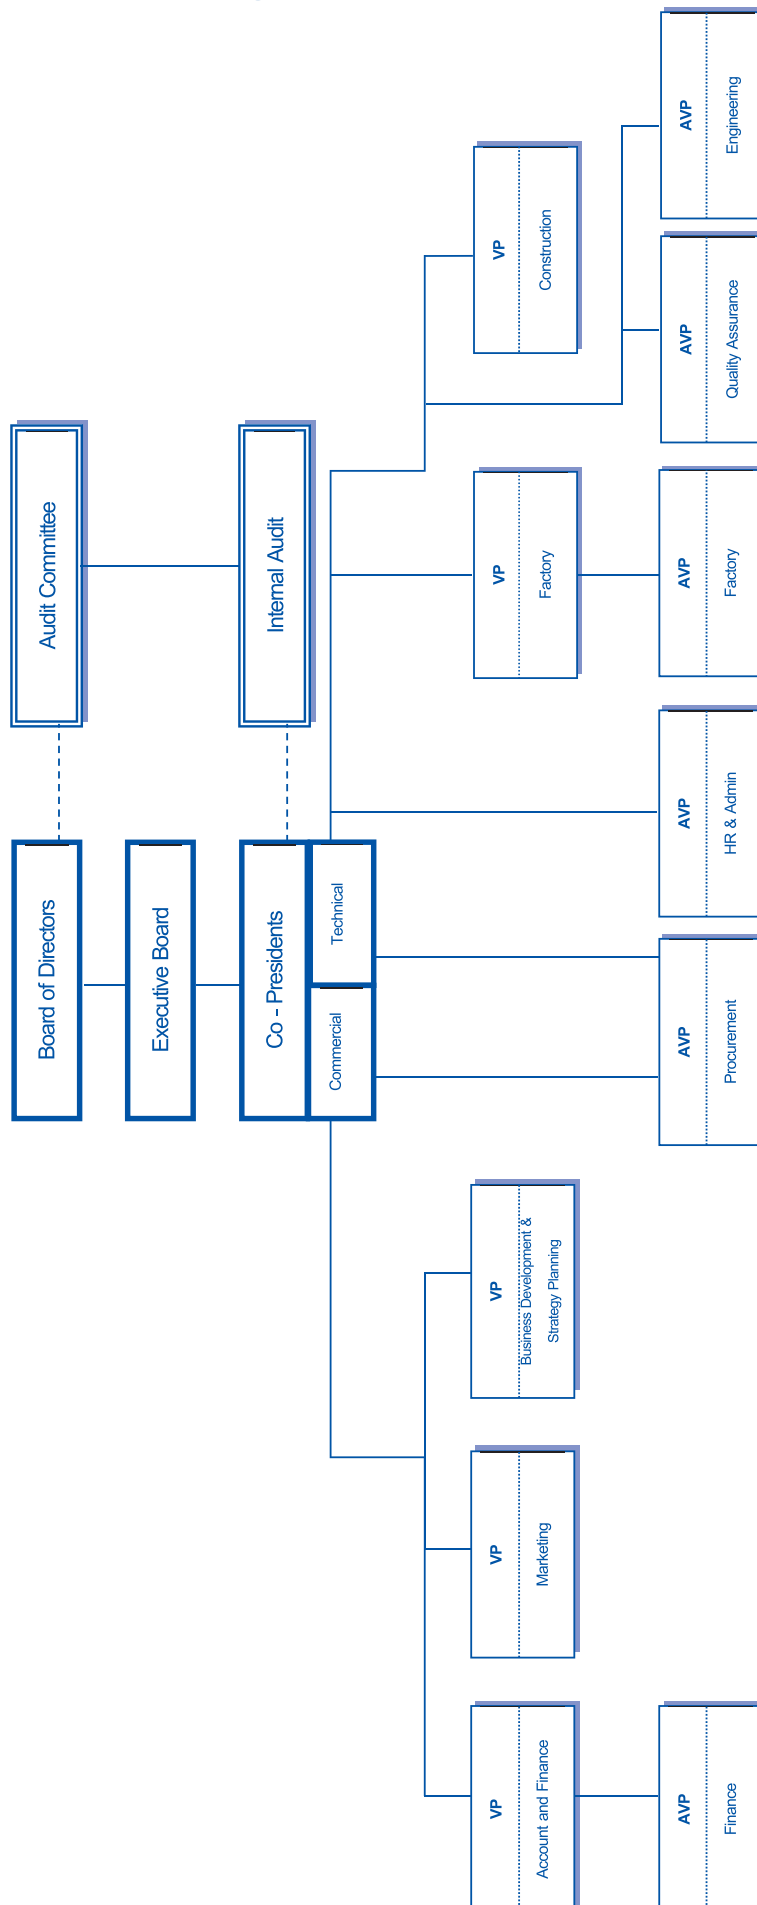 Board of Directors
Audit Committee
Executive Board
Co - Presidents
Internal Audit
Commercial
Technical
VP
Account and Finance
VP
Marketing
VP
Business Development &
Strategy Planning
VP
Factory
VP
Construction
AVP
Finance
AVP
Procurement
AVP
HR & Admin
AVP
Factory
AVP
Quality Assurance
AVP
Engineering